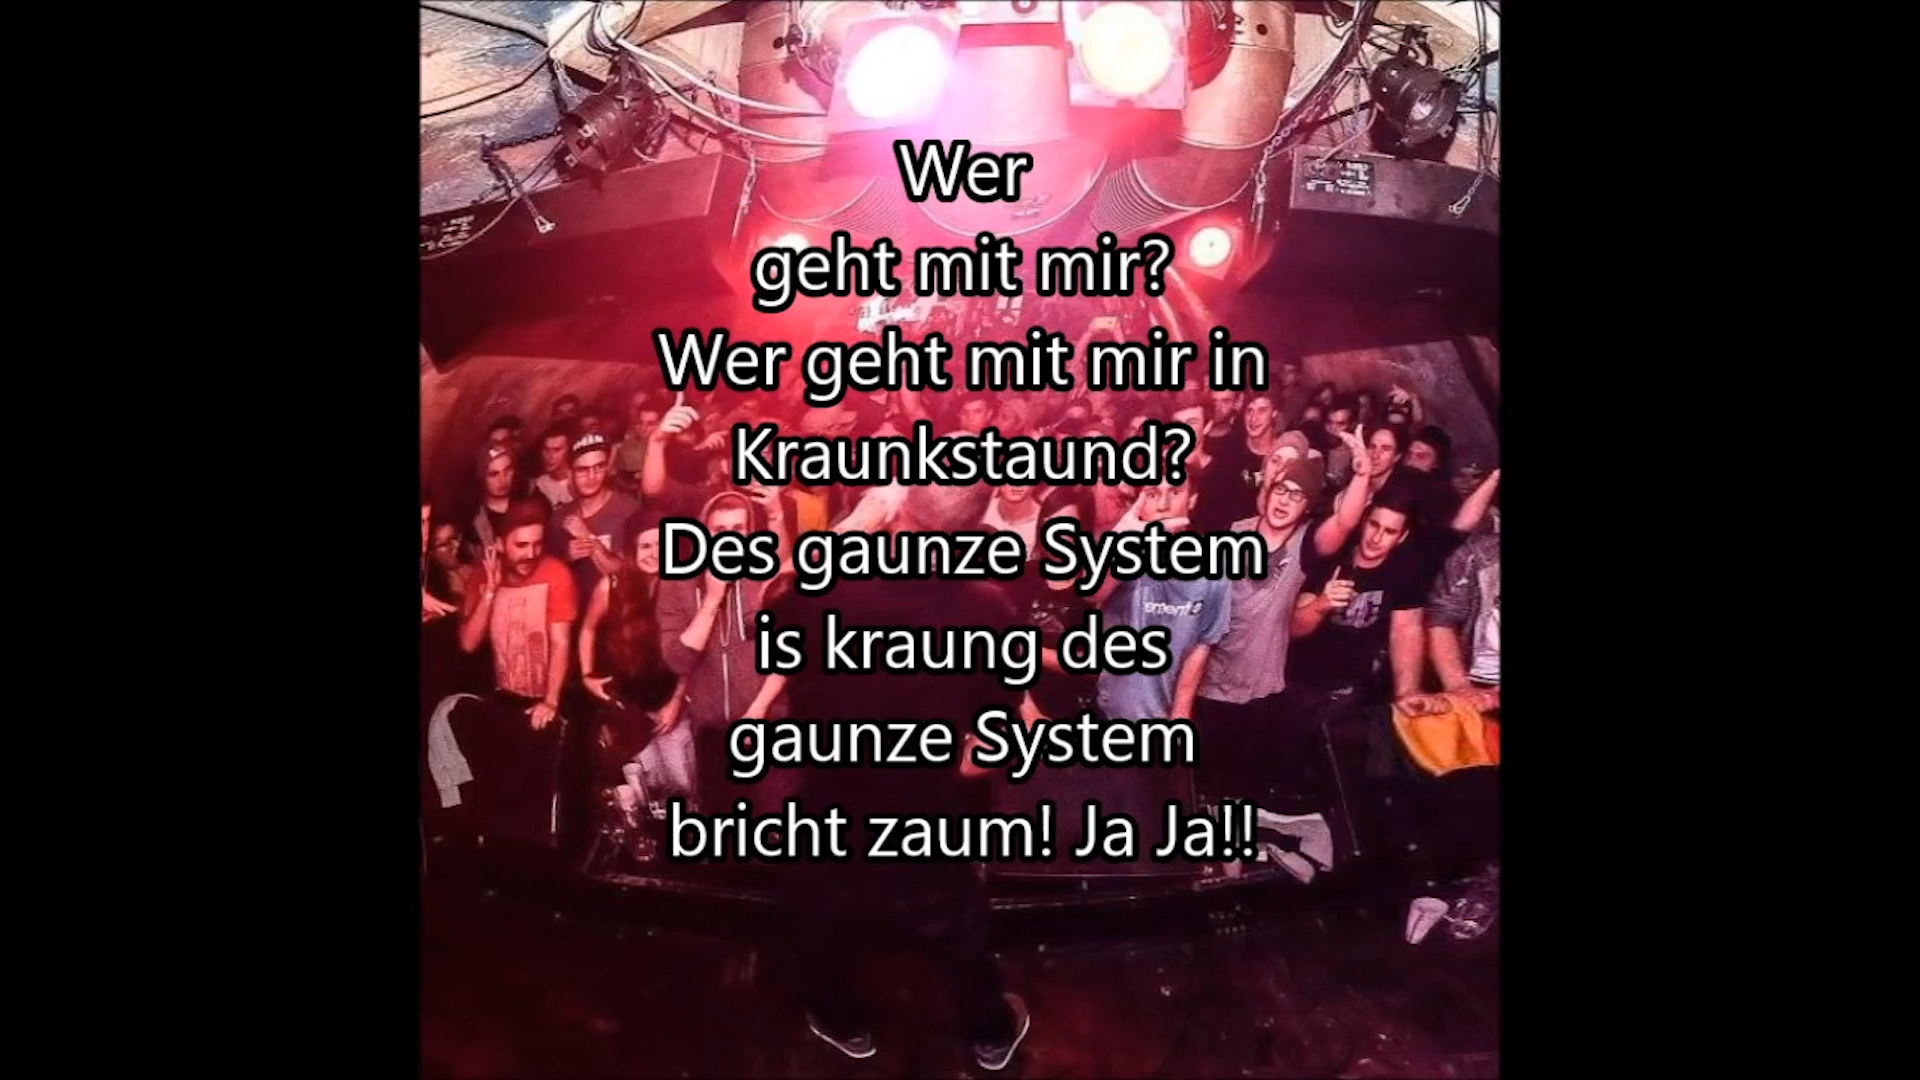 Wer
geht mit mir?
Wer geht mit mir in
Kraunkstaund?
Des gaunze System
is kraung des
gaunze System
bricht zaum! Ja Ja!!
element